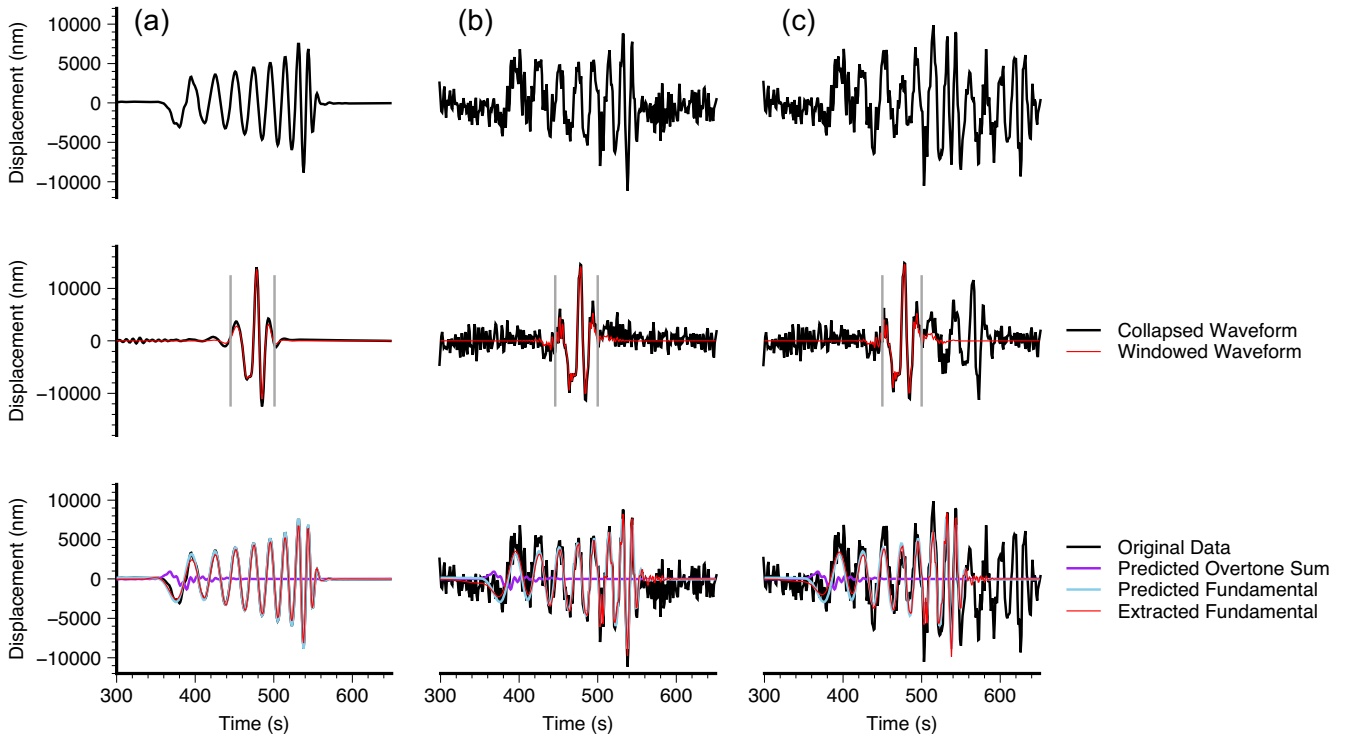 (a) (b) (c)
Displacement (nm)
10000
5000
0
−5000
−10000
Displacement (nm)
10000
0
−10000
Collapsed Waveform
Windowed Waveform
Displacement (nm)
10000
5000
0
−5000
−10000
Original Data
Predicted Overtone Sum
Predicted Fundamental
Extracted Fundamental
300 400 500 600 300 400 500 600 300 400 500 600
Time (s) Time (s) Time (s)